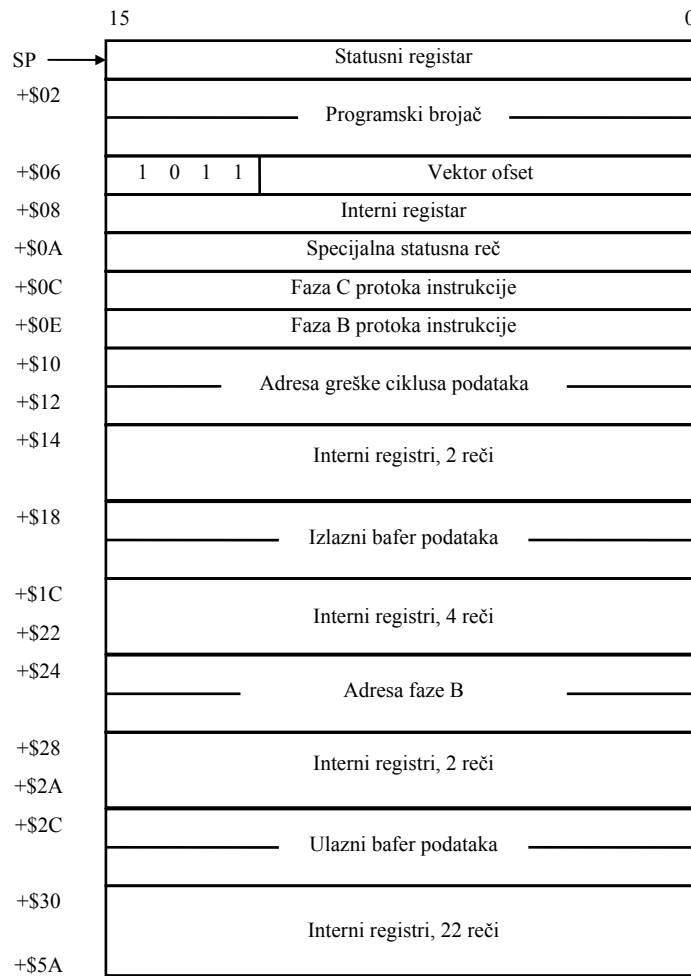 15 0
SP Statusni registar
+$02
Programski brojač
+$06 1 0 1 1 Vektor ofset
+$08 Interni registar
+$0A Specijalna statusna reč
+$0C Faza C protoka instrukcije
+$0E Faza B protoka instrukcije
+$10
Adresa greške ciklusa podataka
+$12
+$14
Interni registri, 2 reči
+$18
Izlazni bafer podataka
+$1C
Interni registri, 4 reči
+$22
+$24
Adresa faze B
+$28
Interni registri, 2 reči
+$2A
+$2C
Ulazni bafer podataka
+$30
Interni registri, 22 reči
+$5A